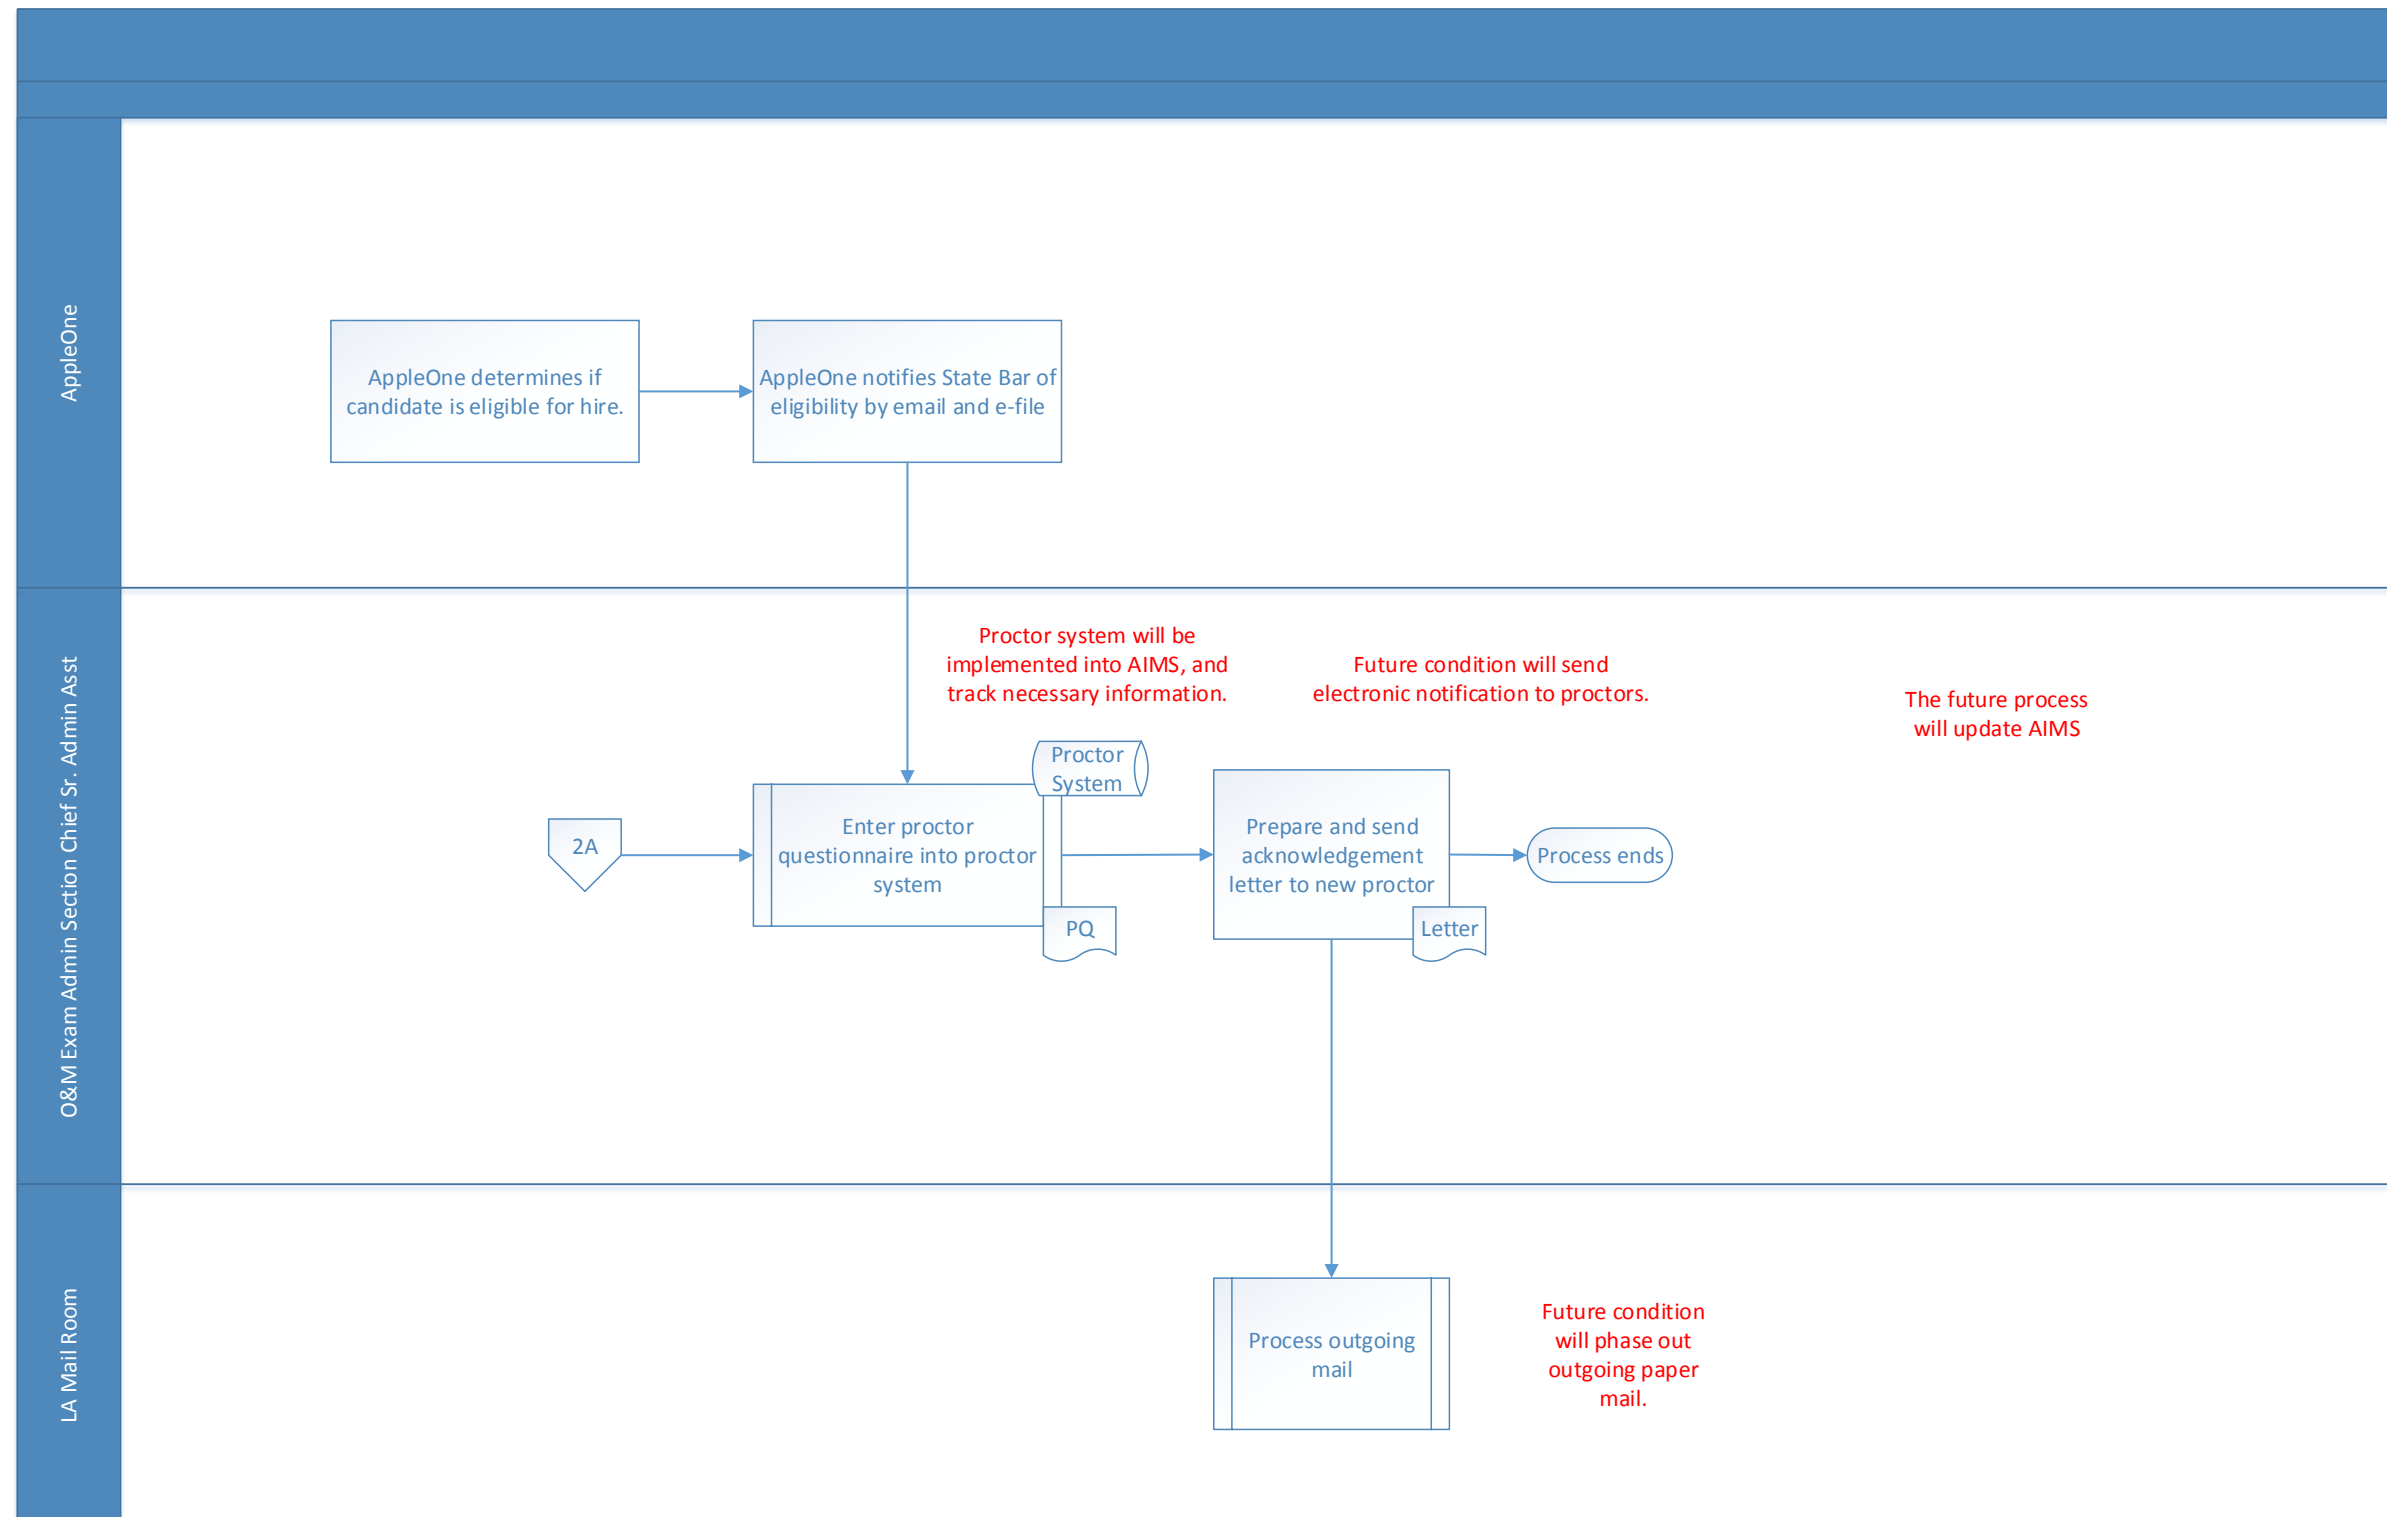 AppleOne
AppleOne determines if
candidate is eligible for hire.
AppleOne notifies State Bar of
eligibility by email and e-file
O&M Exam Admin Section Chief Sr. Admin Asst
Proctor system will be
implemented into AIMS, and
track necessary information.
Future condition will send
electronic notification to proctors.
The future process
will update AIMS
2A
Enter proctor
questionnaire into proctor
system
Proctor
System
PQ
Prepare and send
acknowledgement
letter to new proctor
Letter
Process ends
LA Mail Room
Process outgoing
mail
Future condition
will phase out
outgoing paper
mail.